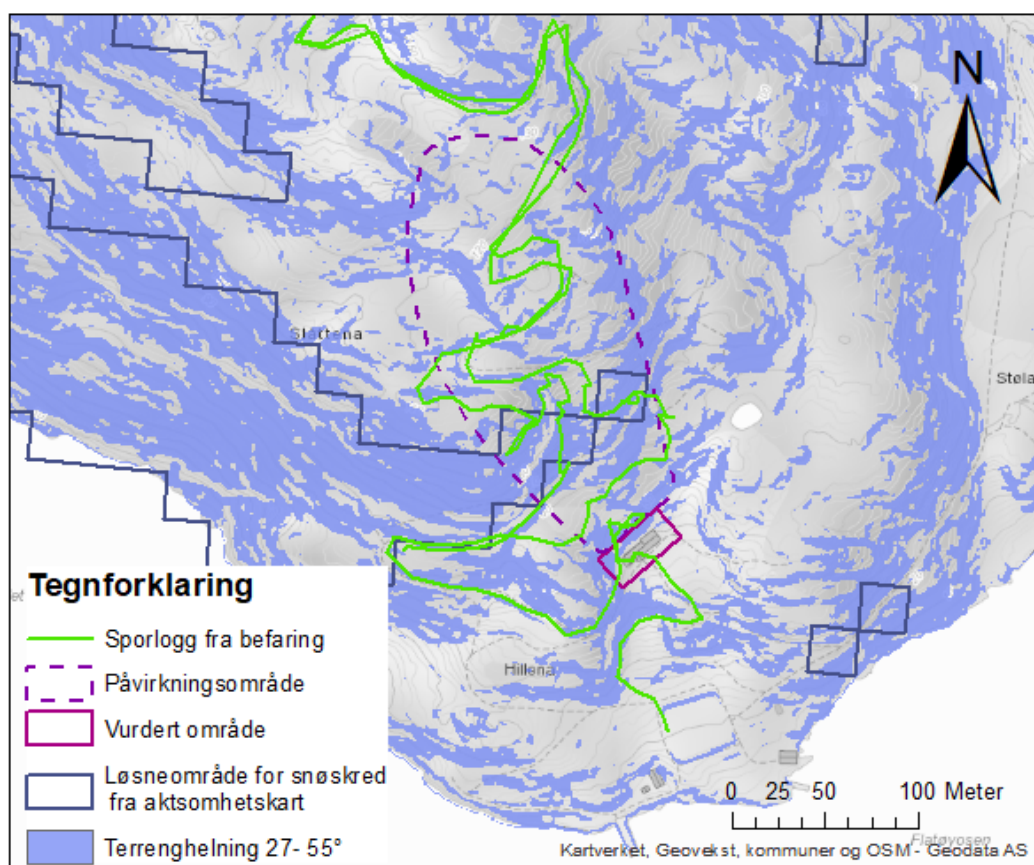 N
Slåttena
Støla
Hillena
Tegnforklaring
Sporlogg fra befaring
Påvirkningsområde
Vurdert område
Løsneområde for snøskred
fra aktsomhetskart
Terrenghelning 27- 55°
0 25 50 100 Meter
Flatøyosen
Kartverket, Geovekst, kommuner og OSM - Geodata AS